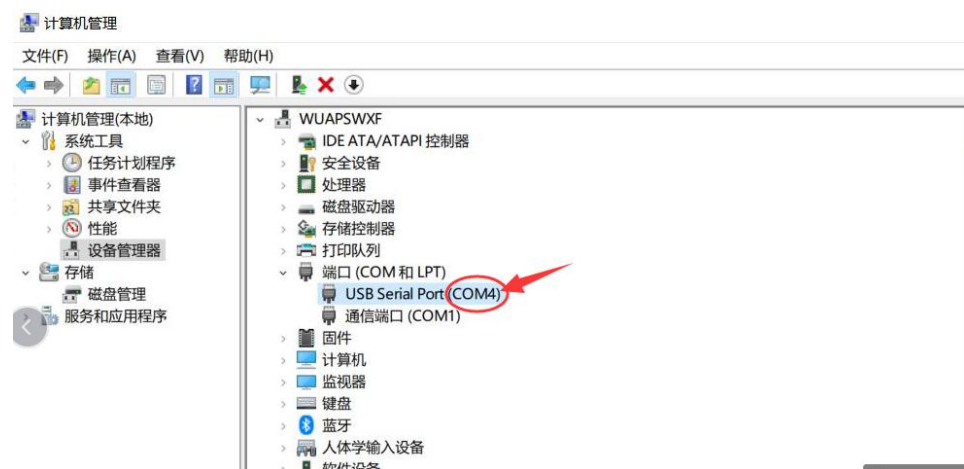 计算机管理
文件(F) 操作(A) 查看(V) 帮助(H)
计算机管理(本地)
系统工具
任务计划程序
事件查看器
共享文件夹
性能
设备管理器
存储
磁盘管理
服务和应用程序
WUAPSWXF
IDE ATA/ATAPI 控制器
安全设备
处理器
磁盘驱动器
存储控制器
打印队列
端口 (COM 和 LPT)
USB Serial Port (COM4)
通信端口 (COM1)
固件
计算机
监视器
键盘
蓝牙
人体学输入设备
软件设备